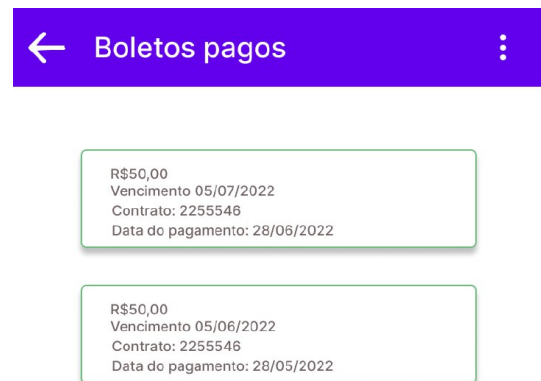 Boletos pagos
R$50,00
Vencimento 05/07/2022
Contrato: 2255546
Data do pagamento: 28/06/2022
R$50,00
Vencimento 05/06/2022
Contrato: 2255546
Data do pagamento: 28/05/2022